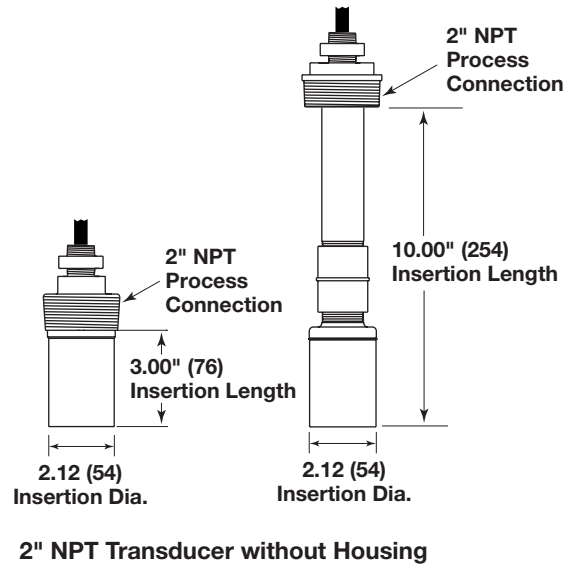 2" NPT
Process
Connection
10.00" (254)
Insertion Length
2" NPT
Process
Connection
3.00" (76)
Insertion Length
2.12 (54)
Insertion Dia.
2.12 (54)
Insertion Dia.
2" NPT Transducer without Housing